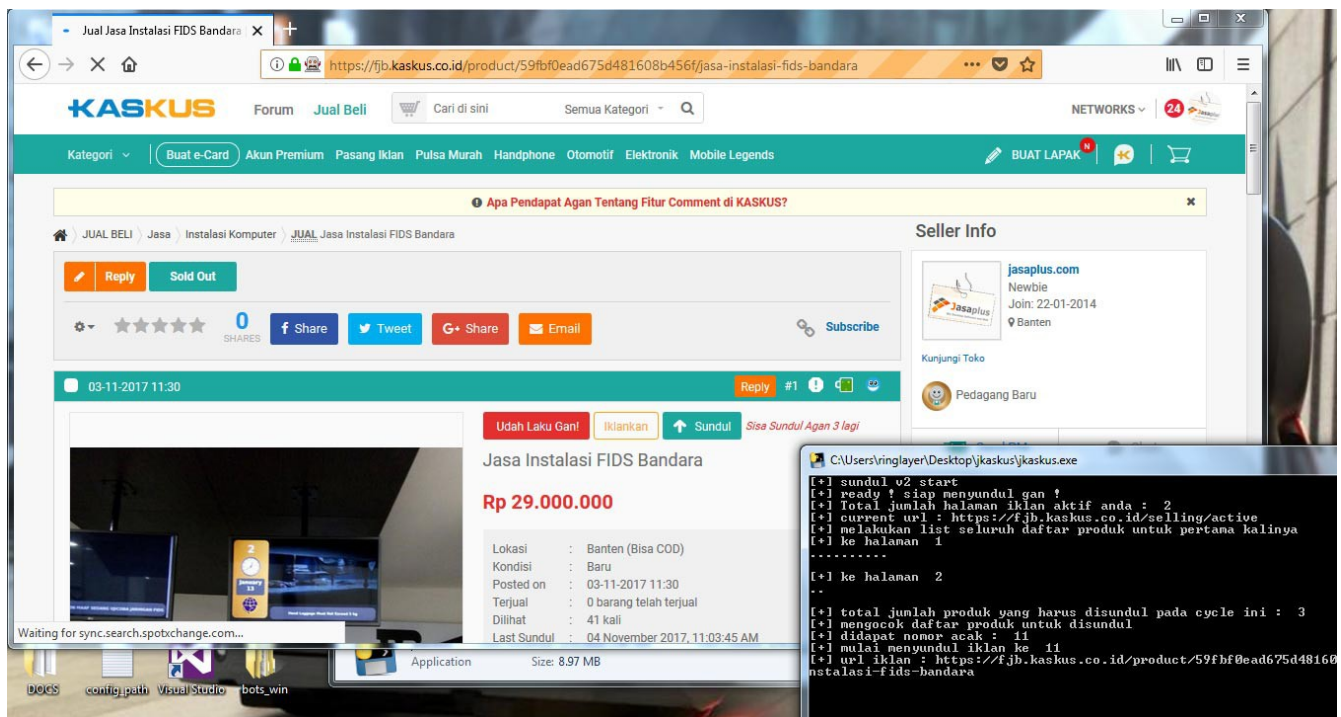 Jual Jasa Instalasi FIDS Bandara
https://fjb.kaskus.co.id/product/59fbf0ead675d481608b456f/jasa-instalasi-fids-bandara
KASKUS
Forum Jual Beli Cari di sini Semua Kategori
NETWORKS 24
Kategori Buat e-Card Akun Premium Pasang Iklan Pulsa Murah Handphone Otomotif Elektronik Mobile Legends
BUAT LAPAK N
Apa Pendapat Agan Tentang Fitur Comment di KASKUS?
JUAL BELI Jasa Instalasi Komputer JUAL Jasa Instalasi FIDS Bandara
Reply Sold Out
0 SHARES
f Share Tweet G+ Share Email
Subscribe
Seller Info
Jasaplus
jasaplus.com
Newbie
Join: 22-01-2014
Banten
Kunjungi Toko
Pedagang Baru
03-11-2017 11:30
Reply #1
Udah Laku Gan! Iklankan Sundul Sisa Sundul Agan 3 lagi
Jasa Instalasi FIDS Bandara
Rp 29.000.000
Lokasi : Banten (Bisa COD)
Kondisi : Baru
Posted on : 03-11-2017 11:30
Terjual : 0 barang telah terjual
Dilihat : 41 kali
Last Sundul : 04 November 2017, 11:03:45 AM
2
January
13
Waiting for sync.search.spotxchange.com...
Application Size: 8.97 MB
DOCS config_path Visual Studio bots_win
C:\Users\ringlayer\Desktop\jkaskus\jkaskus.exe
[+] sundul v2 start
[+] ready ! siap menyundul gan !
[+] Total jumlah halaman iklan aktif anda : 2
[+] current url : https://fjb.kaskus.co.id/selling/active
[+] melakukan list seluruh daftar produk untuk pertama kalinya
[+] ke halaman 1
----------
[+] ke halaman 2
--
[+] total jumlah produk yang harus disundul pada cycle ini : 3
[+] mengocok daftar produk untuk disundul
[+] didapat nomor acak : 11
[+] mulai menyundul iklan ke 11
[+] url iklan : https://fjb.kaskus.co.id/product/59fbf0ead675d48160
nstalasi-fids-bandara